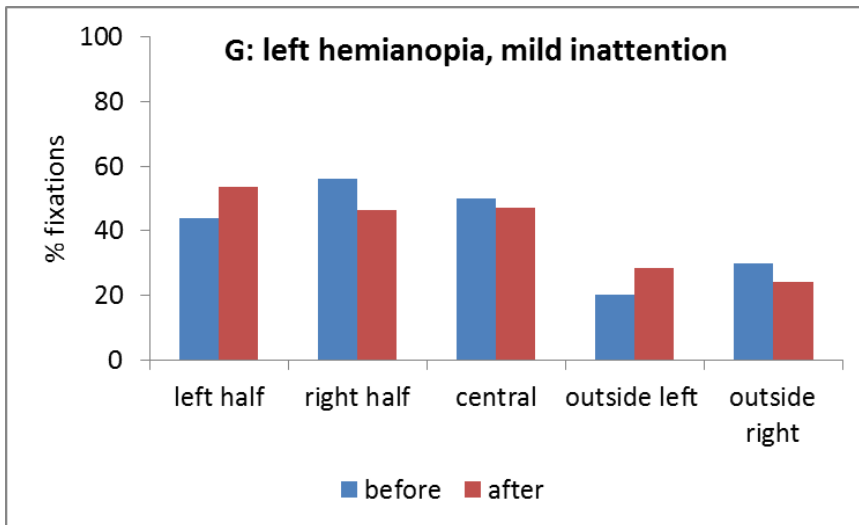 G: left hemianopia, mild inattention
% fixations
100
80
60
40
20
0
left half
right half
central
outside left
outside
right
before
after